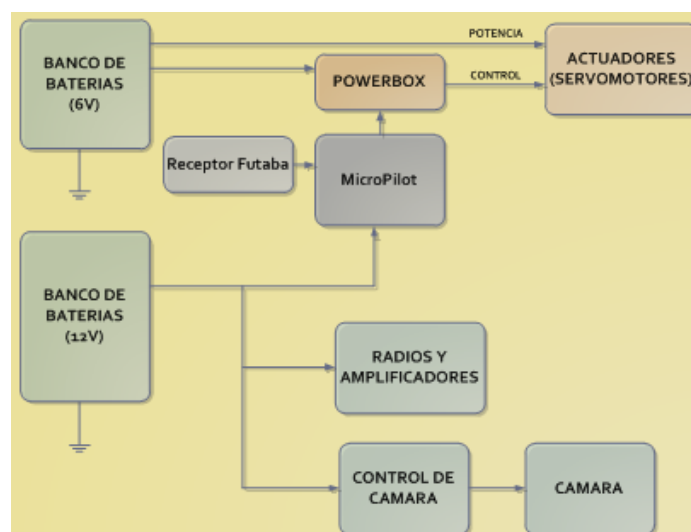 BANCO DE
BATERIAS
(6V)
POTENCIA
ACTUADORES
(SERVOMOTORES)
POWERBOX
CONTROL
Receptor Futaba
MicroPilot
BANCO DE
BATERIAS
(12V)
RADIOS Y
AMPLIFICADORES
CONTROL DE
CAMARA
CAMARA